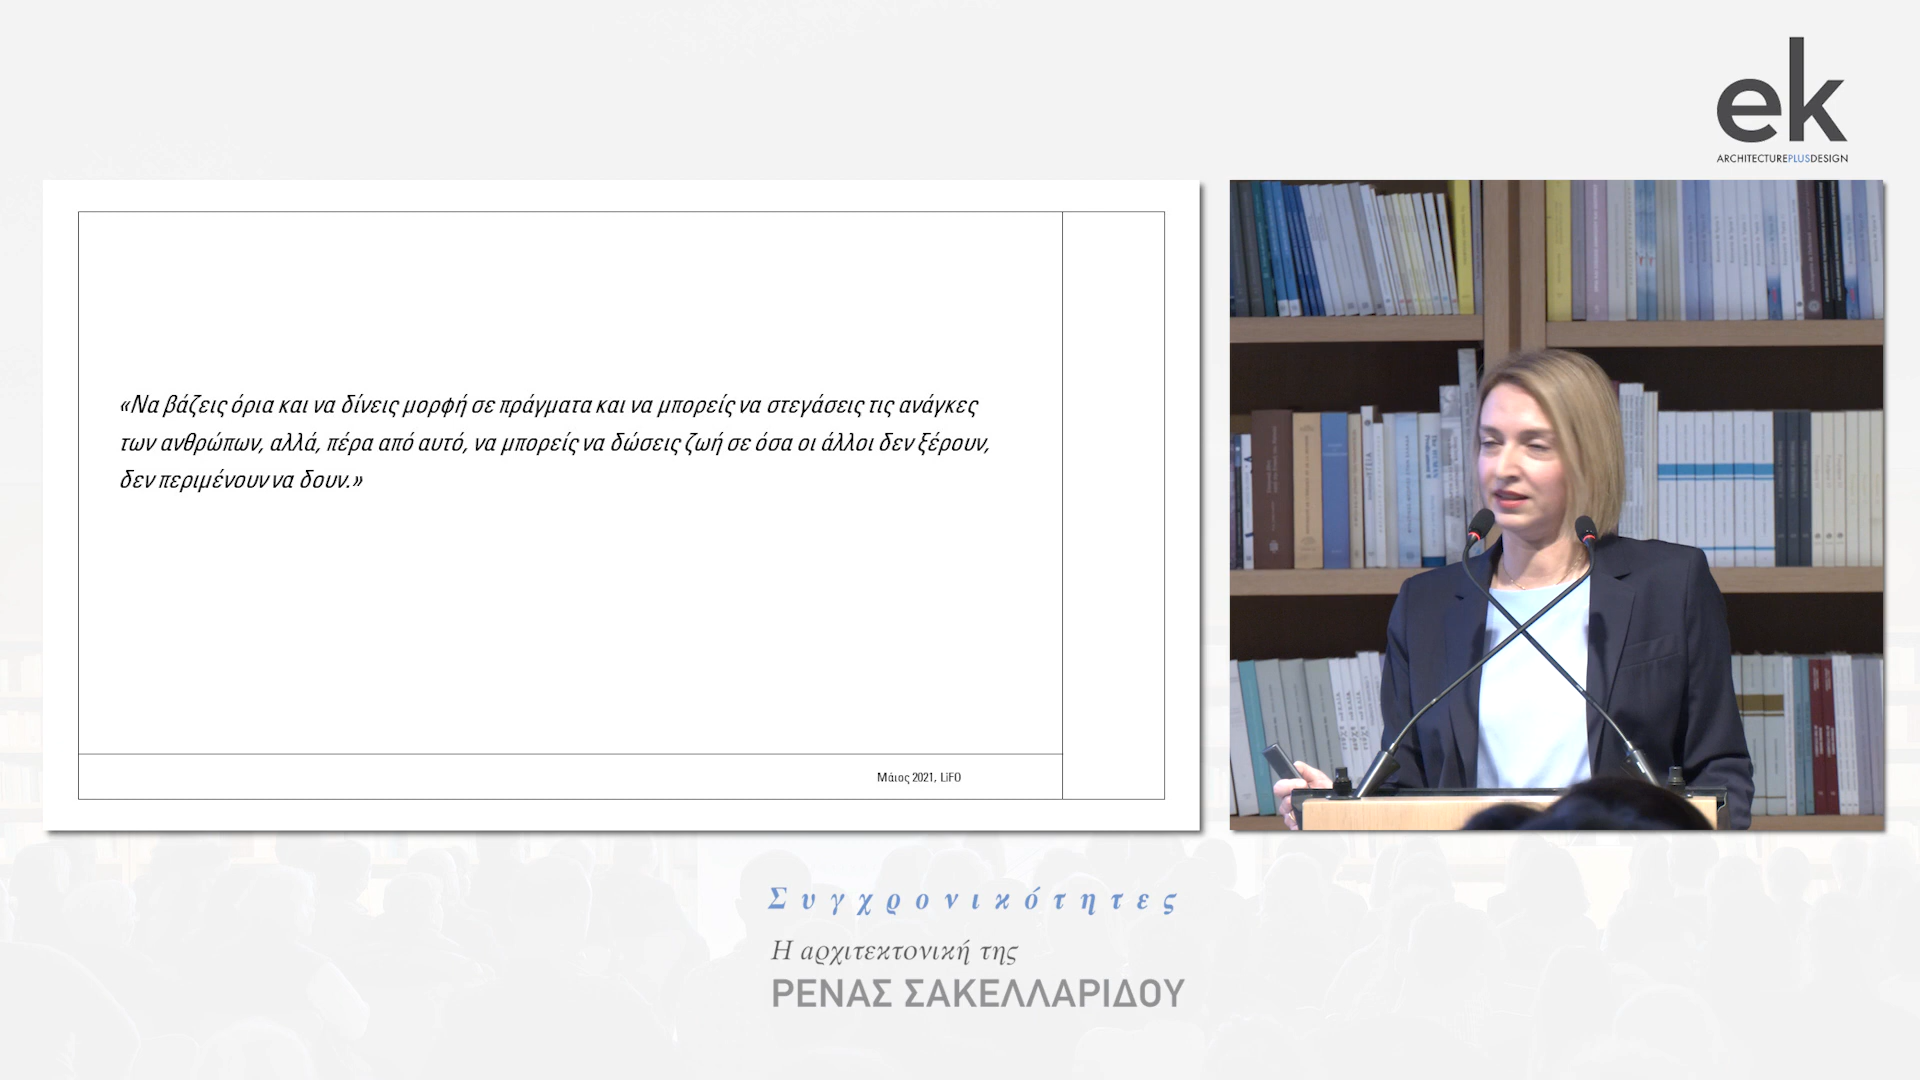 ek
ARCHITECTUREPLUSDESIGN
«Να βάζεις όρια και να δίνεις μορφή σε πράγματα και να μπορείς να στεγάσεις τις ανάγκες
των ανθρώπων, αλλά, πέρα από αυτό, να μπορείς να δώσεις ζωή σε όσα οι άλλοι δεν ξέρουν,
δεν περιμένουν να δουν.»
Μάιος 2021, LiFO
Συγχρονικότητες
Η αρχιτεκτονική της
ΡΕΝΑΣ ΣΑΚΕΛΛΑΡΙΔΟΥ